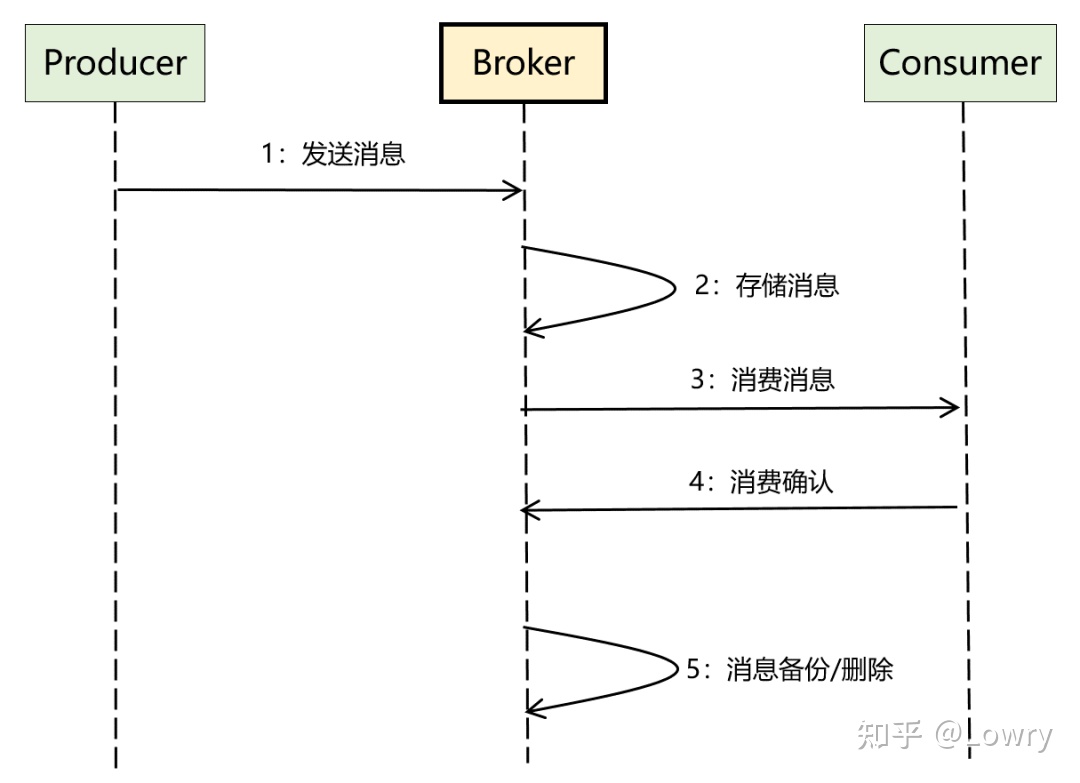 Producer
Broker
Consumer
1：发送消息
2：存储消息
3：消费消息
4：消费确认
5：消息备份/删除
知乎 @Lowry